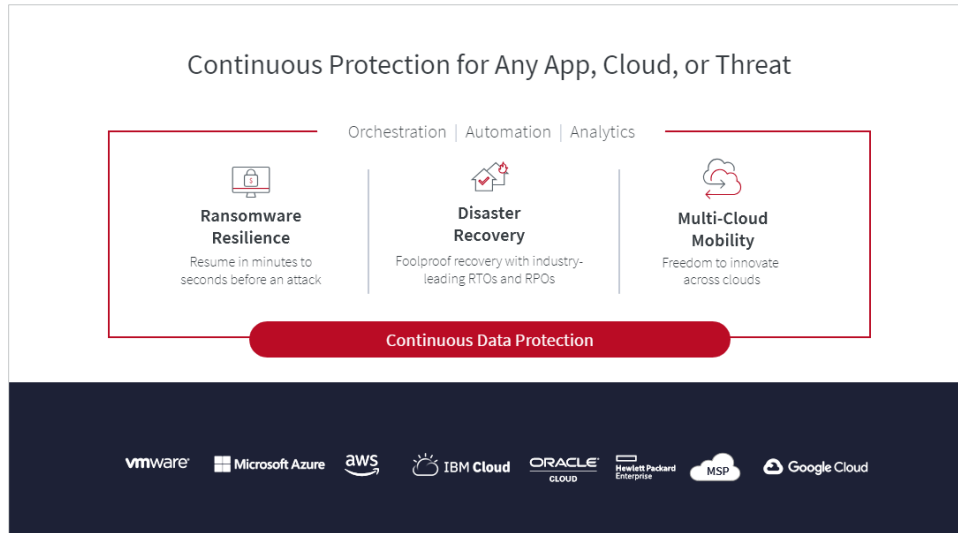 Continuous Protection for Any App, Cloud, or Threat
Orchestration | Automation | Analytics
$
Ransomware
Resilience
Resume in minutes to
seconds before an attack
Disaster
Recovery
Foolproof recovery with industry-
leading RTOs and RPOs
Multi-Cloud
Mobility
Freedom to innovate
across clouds
Continuous Data Protection
vmware®
Microsoft Azure
aws
IBM Cloud
ORACLE®
CLOUD
Hewlett Packard
Enterprise
MSP
Google Cloud